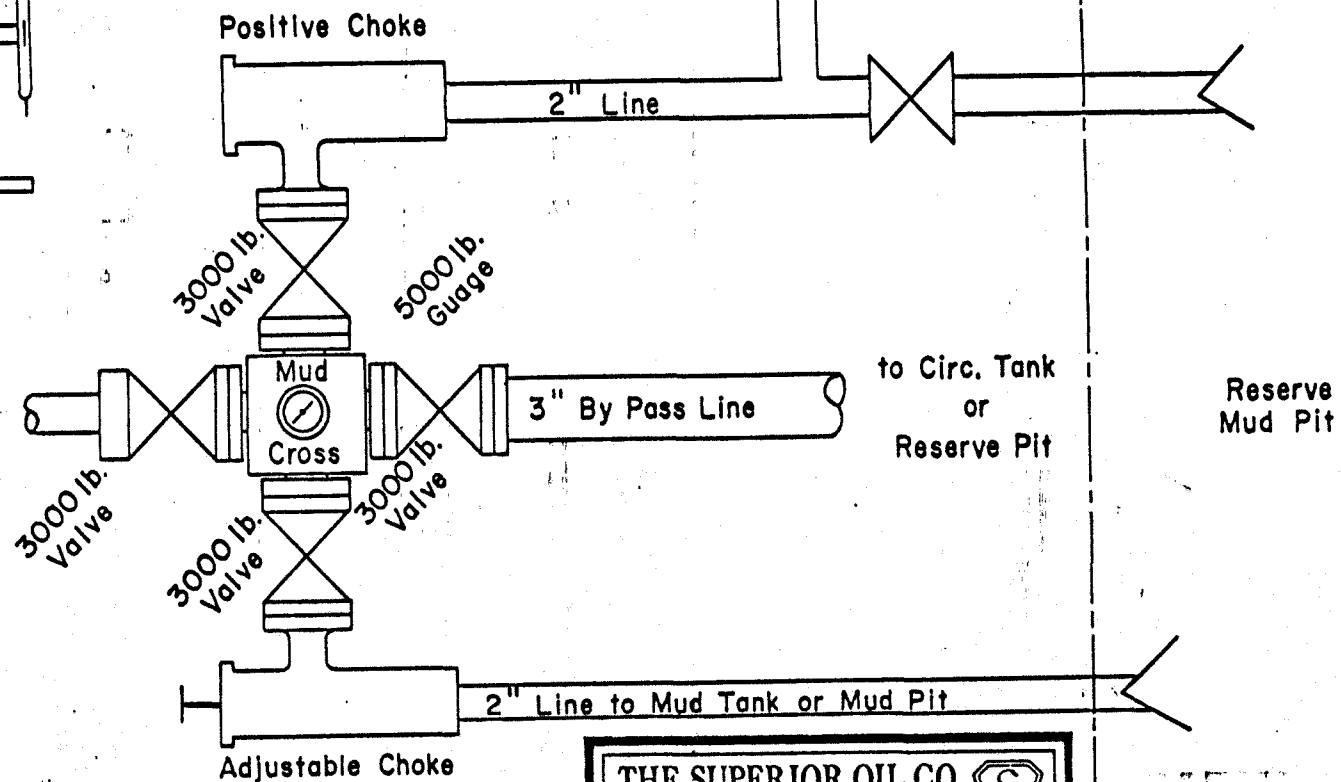 Positive Choke
2" Line
3000 lb.
Valve
5000 lb.
Guage
Mud
Cross
3" By Pass Line
to Circ. Tank
or
Reserve Pit
Reserve
Mud Pit
3000 lb.
Valve
3000 lb.
Valve
3000 lb.
Valve
2" Line to Mud Tank or Mud Pit
Adjustable Choke
THE SUPERIOR OIL CO.